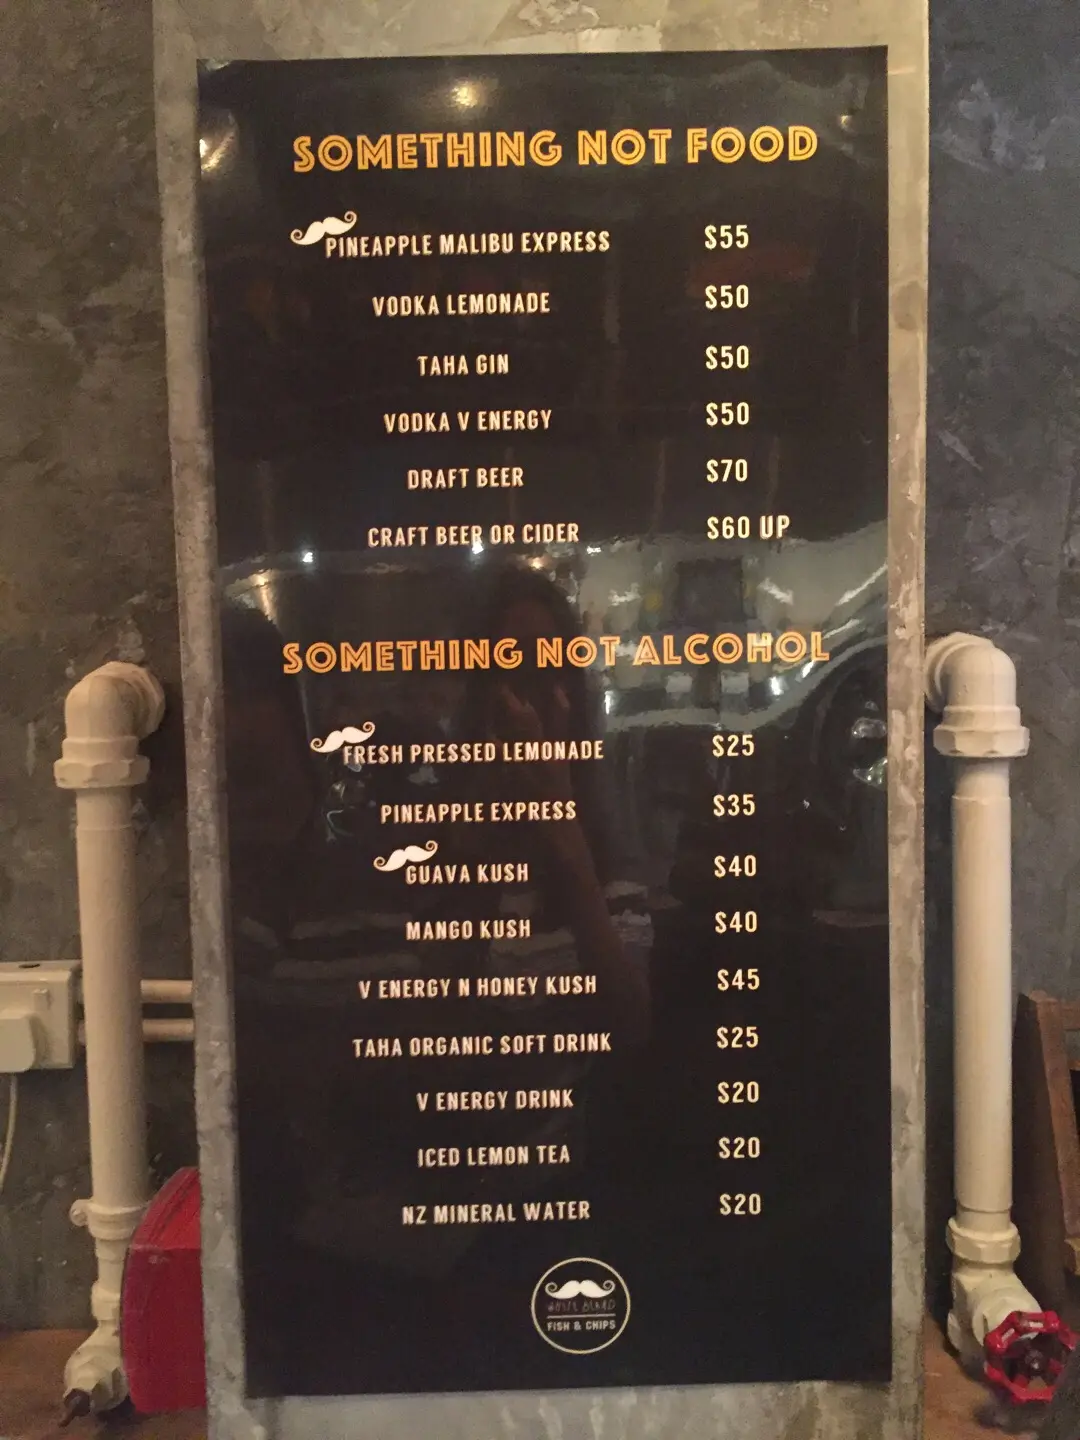 SOMETHING NOT FOOD
PINEAPPLE MALIBU EXPRESS $55
VODKA LEMONADE $50
TAHA GIN $50
VODKA V ENERGY $50
DRAFT BEER $70
CRAFT BEER OR CIDER $60 UP
SOMETHING NOT ALCOHOL
FRESH PRESSED LEMONADE $25
PINEAPPLE EXPRESS $35
GUAVA KUSH $40
MANGO KUSH $40
V ENERGY N HONEY KUSH $45
TAHA ORGANIC SOFT DRINK $25
V ENERGY DRINK $20
ICED LEMON TEA $20
NZ MINERAL WATER $20
WHITE BEARD
FISH & CHIPS